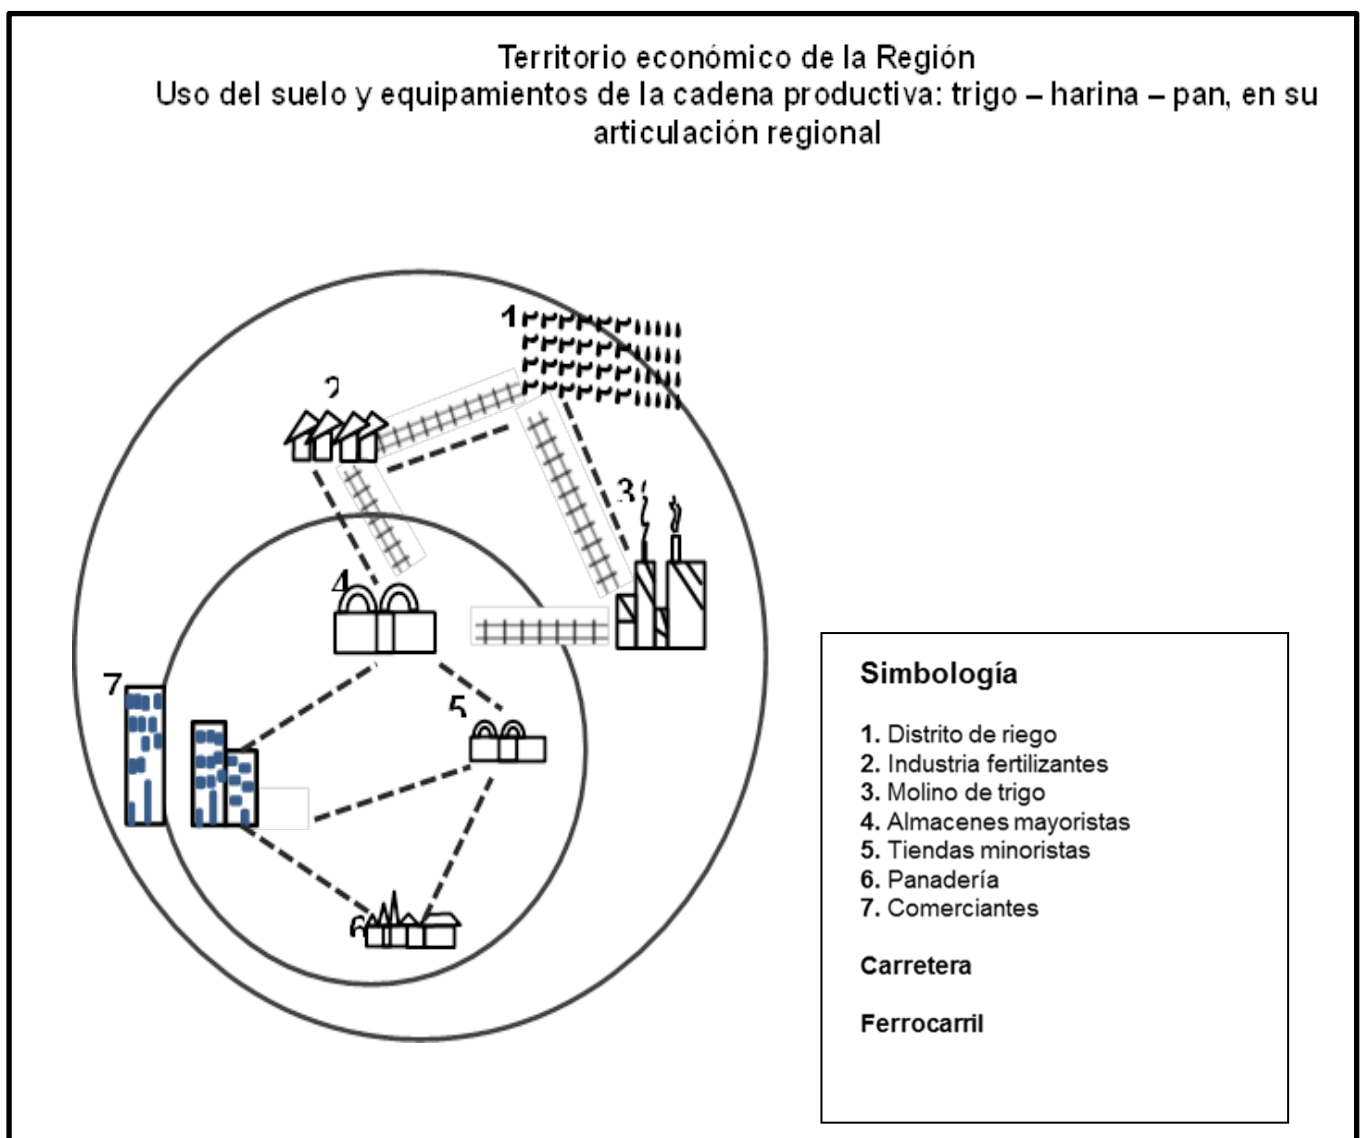 Territorio económico de la Región
Uso del suelo y equipamientos de la cadena productiva: trigo – harina – pan, en su
articulación regional
1
2
3
4
7
5
6
Simbología
1. Distrito de riego
2. Industria fertilizantes
3. Molino de trigo
4. Almacenes mayoristas
5. Tiendas minoristas
6. Panadería
7. Comerciantes
Carretera
Ferrocarril